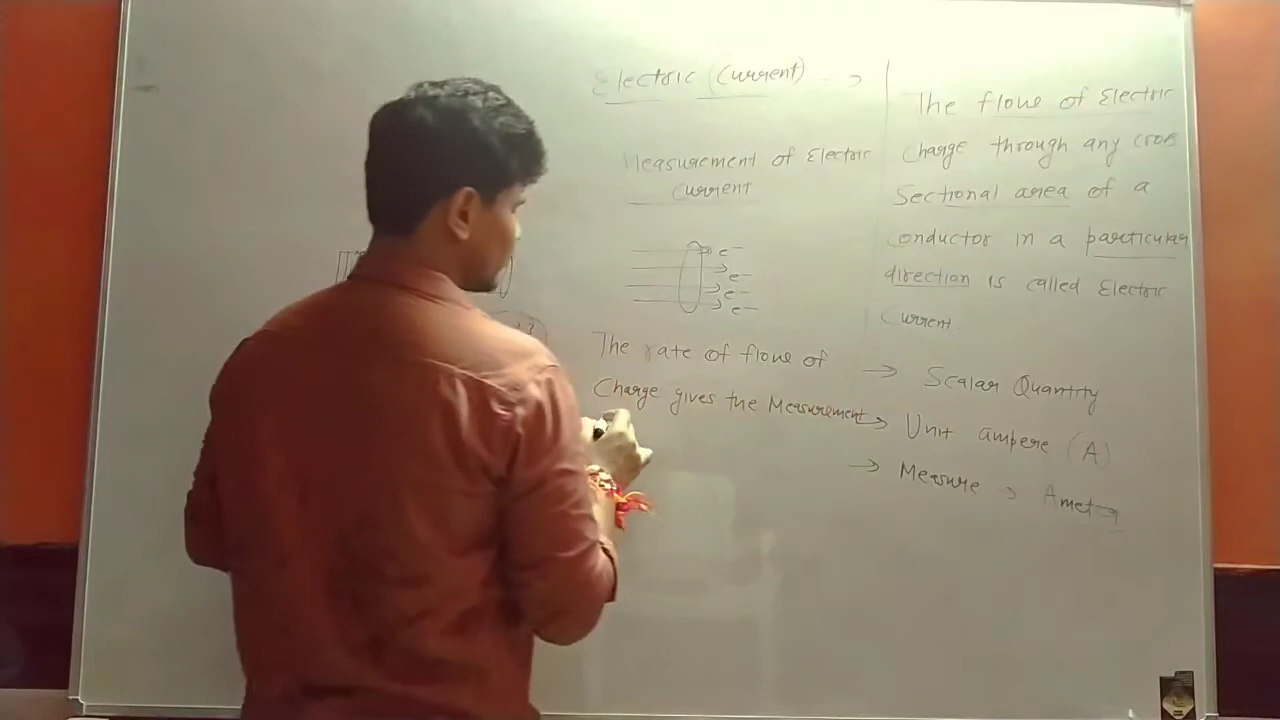 Electric (Current) →
Measurement of Electric
Current
e–
e–
e–
e–
The rate of flowe of
Charge gives the Measurement
The flowe of Electric
charge through any cross
Sectional area of a
conductor in a particular
direction is called Electric
Current.
→ Scalar Quantity
→ Unit ampere (A)
→ Measure → Ameter